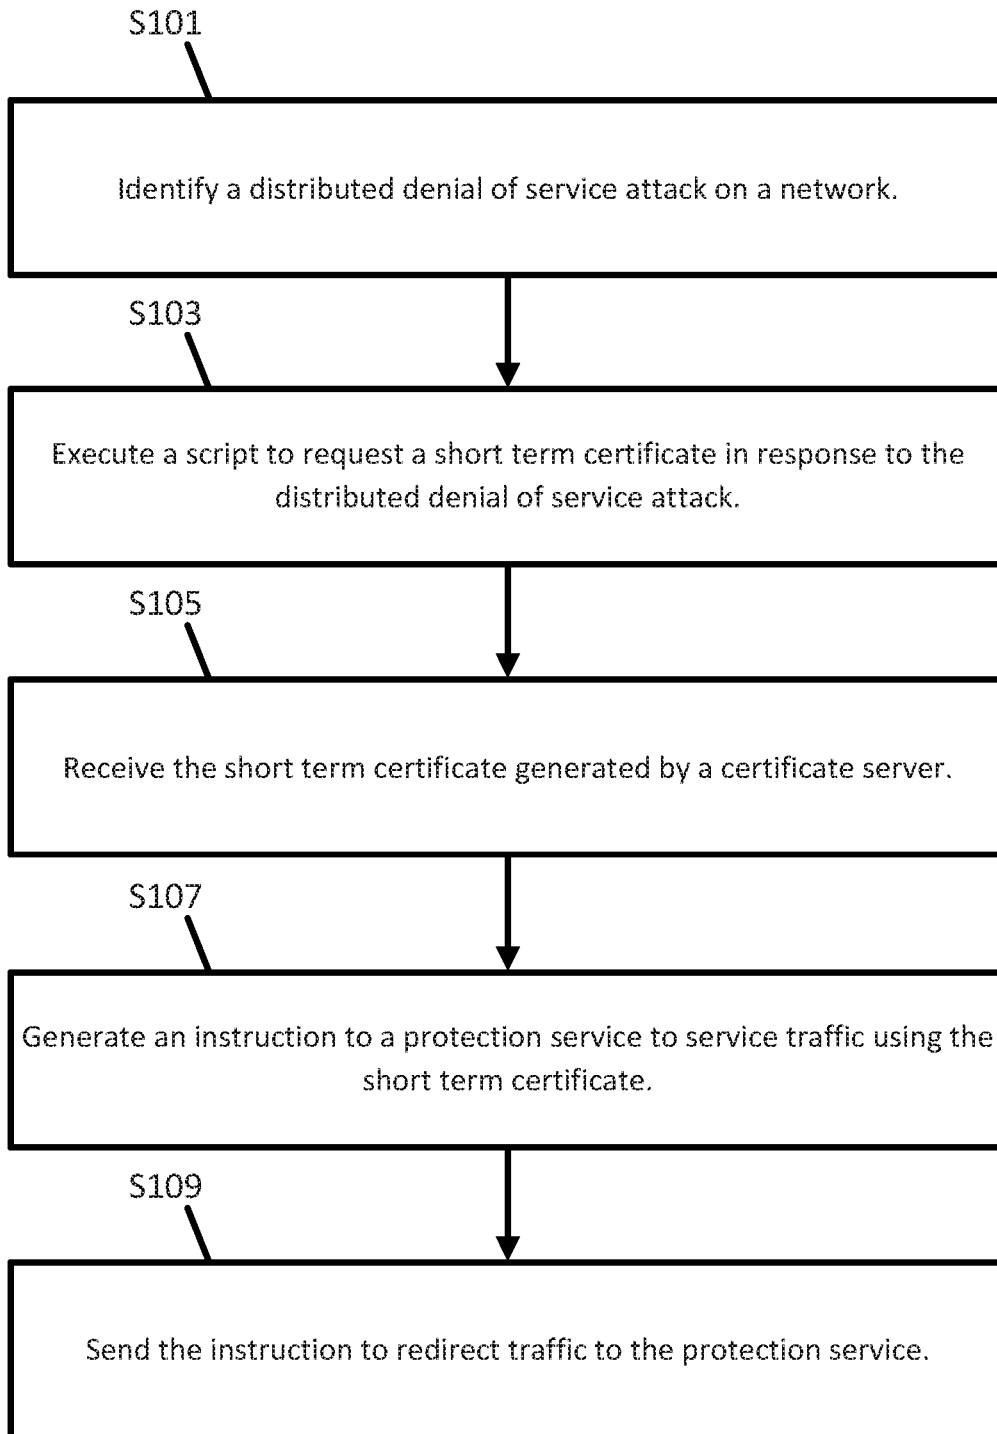 S101
Identify a distributed denial of service attack on a network.
S103
Execute a script to request a short term certificate in response to the
distributed denial of service attack.
S105
Receive the short term certificate generated by a certificate server.
S107
Generate an instruction to a protection service to service traffic using the
short term certificate.
S109
Send the instruction to redirect traffic to the protection service.